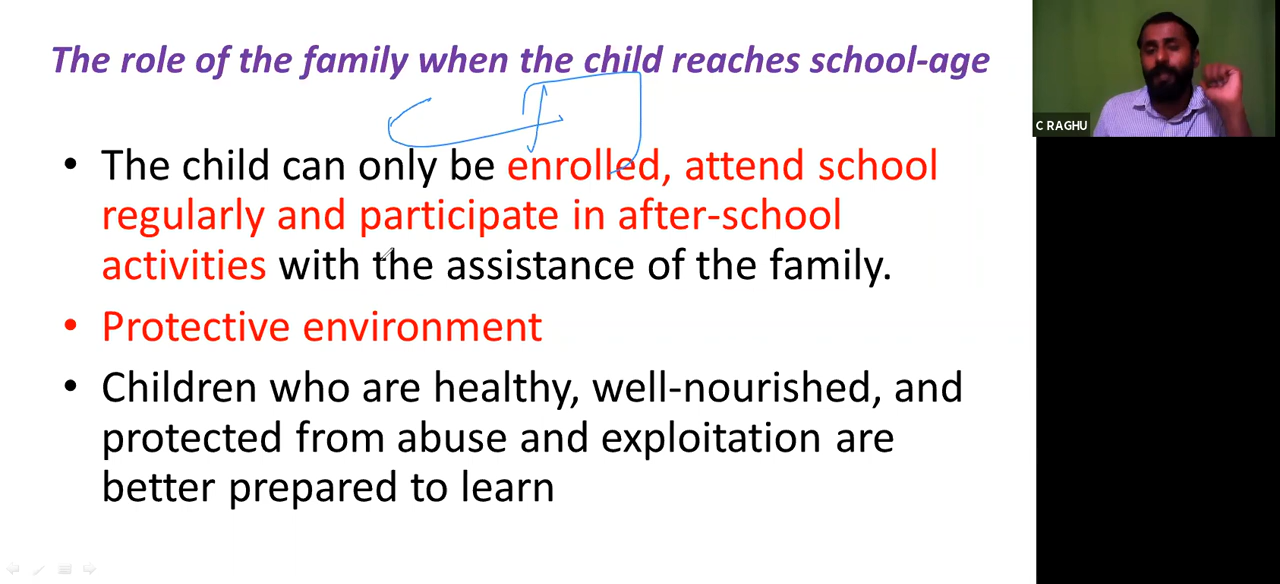 The role of the family when the child reaches school-age
• The child can only be enrolled, attend school
regularly and participate in after-school
activities with the assistance of the family.
• Protective environment
• Children who are healthy, well-nourished, and
protected from abuse and exploitation are
better prepared to learn
C RAGHU